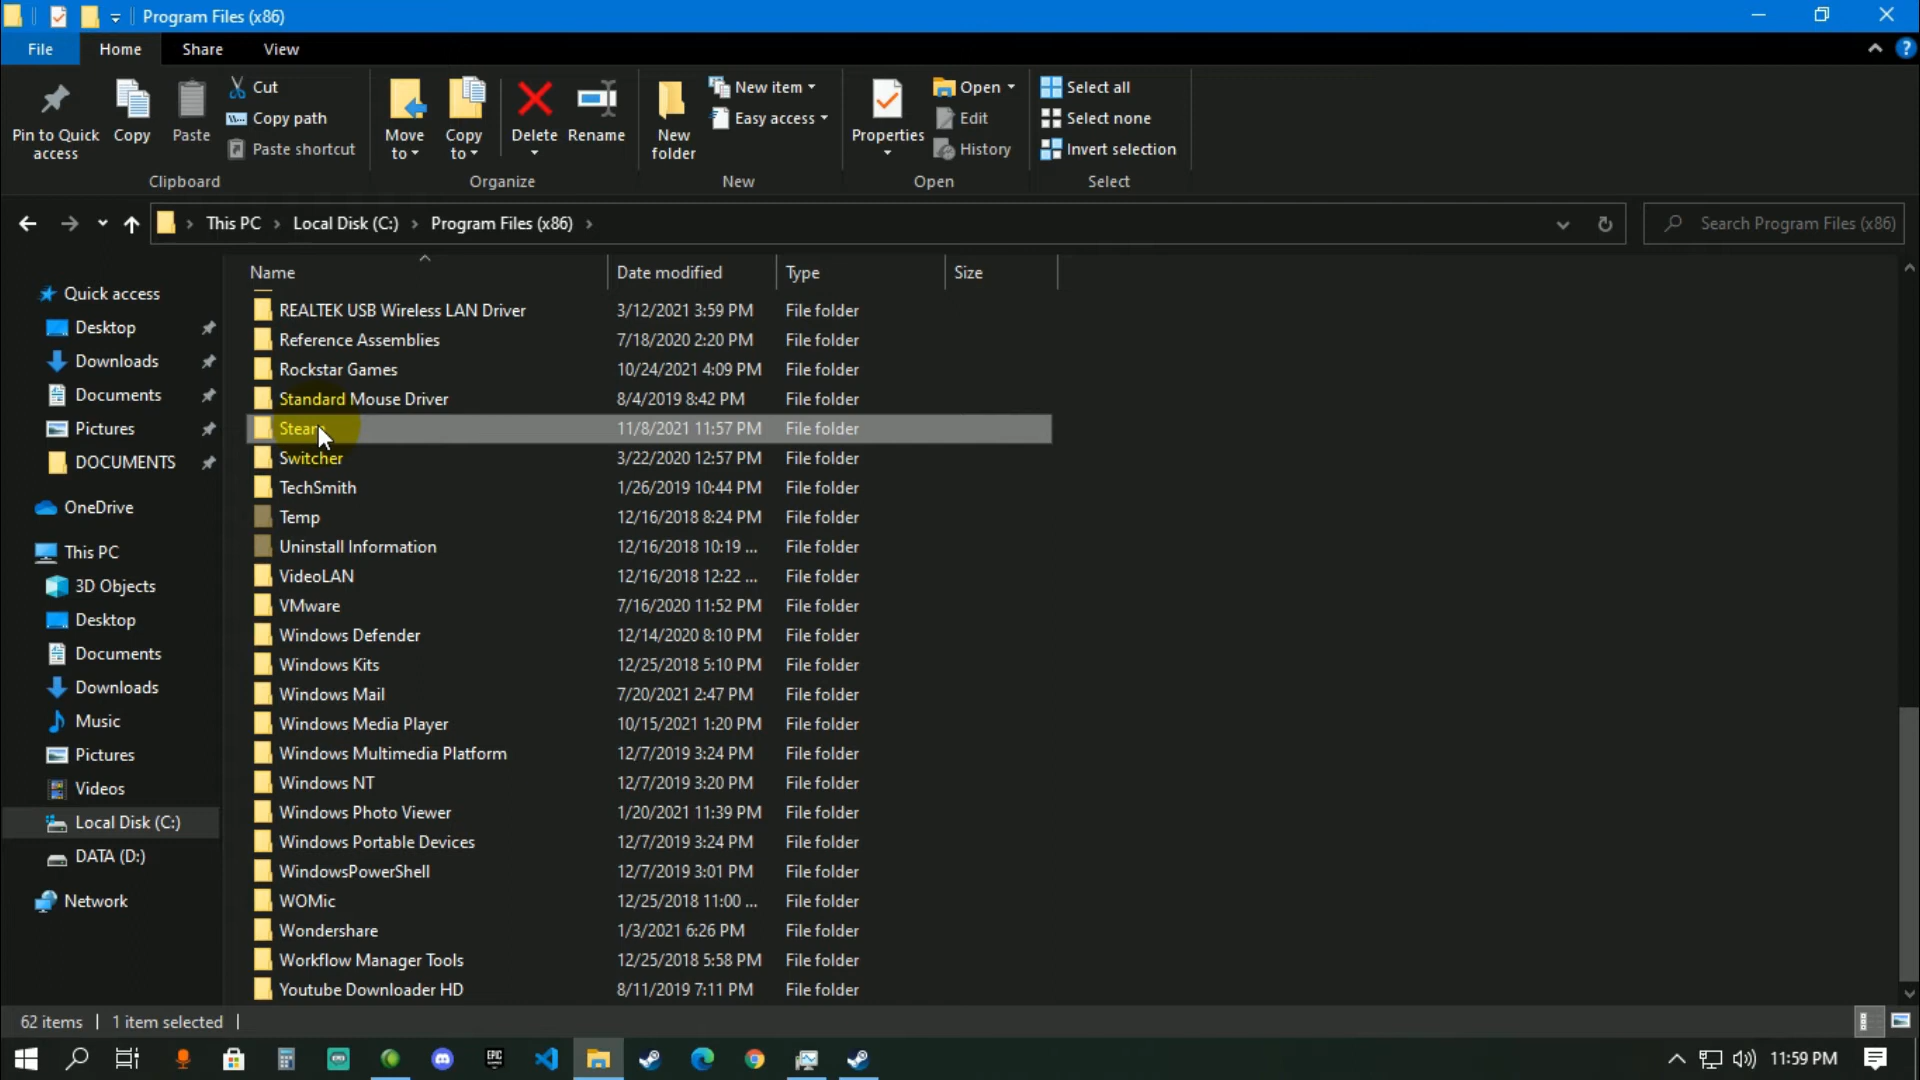 Program Files (x86)
File Home Share View
Pin to Quick access
Copy
Paste
Cut
Copy path
Paste shortcut
Clipboard
Move to
Copy to
Delete
Rename
Organize
New folder
New item
Easy access
New
Properties
Open
Edit
History
Open
Select all
Select none
Invert selection
Select
This PC Local Disk (C:) Program Files (x86)
Search Program Files (x86)
Quick access
Desktop
Downloads
Documents
Pictures
DOCUMENTS
OneDrive
This PC
3D Objects
Desktop
Documents
Downloads
Music
Pictures
Videos
Local Disk (C:)
DATA (D:)
Network
Name Date modified Type Size
REALTEK USB Wireless LAN Driver 3/12/2021 3:59 PM File folder
Reference Assemblies 7/18/2020 2:20 PM File folder
Rockstar Games 10/24/2021 4:09 PM File folder
Standard Mouse Driver 8/4/2019 8:42 PM File folder
Steam 11/8/2021 11:57 PM File folder
Switcher 3/22/2020 12:57 PM File folder
TechSmith 1/26/2019 10:44 PM File folder
Temp 12/16/2018 8:24 PM File folder
Uninstall Information 12/16/2018 10:19 ... File folder
VideoLAN 12/16/2018 12:22 ... File folder
VMware 7/16/2020 11:52 PM File folder
Windows Defender 12/14/2020 8:10 PM File folder
Windows Kits 12/25/2018 5:10 PM File folder
Windows Mail 7/20/2021 2:47 PM File folder
Windows Media Player 10/15/2021 1:20 PM File folder
Windows Multimedia Platform 12/7/2019 3:24 PM File folder
Windows NT 12/7/2019 3:20 PM File folder
Windows Photo Viewer 1/20/2021 11:39 PM File folder
Windows Portable Devices 12/7/2019 3:24 PM File folder
WindowsPowerShell 12/7/2019 3:01 PM File folder
WOMic 12/25/2018 11:00 ... File folder
Wondershare 1/3/2021 6:26 PM File folder
Workflow Manager Tools 12/25/2018 5:58 PM File folder
Youtube Downloader HD 8/11/2019 7:11 PM File folder
62 items 1 item selected
EPIC
11:59 PM